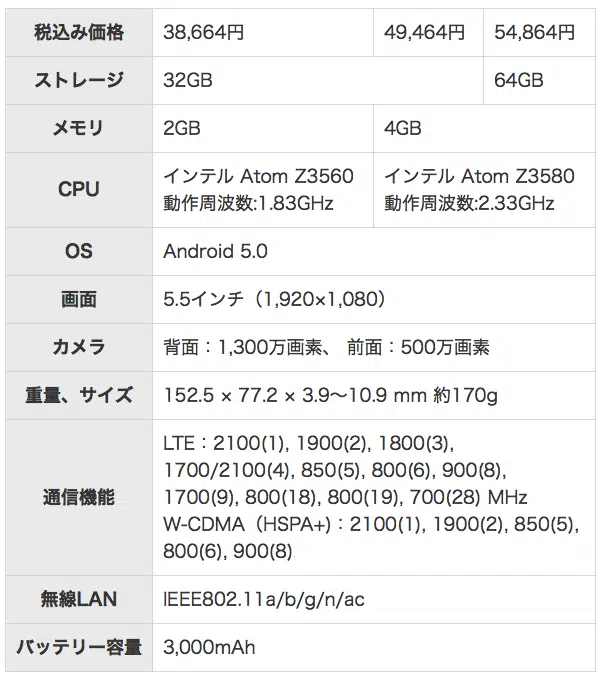 税込み価格 38,664円 49,464円 54,864円
ストレージ 32GB 64GB
メモリ 2GB 4GB
CPU インテル Atom Z3560 インテル Atom Z3580
動作周波数:1.83GHz 動作周波数:2.33GHz
OS Android 5.0
画面 5.5インチ（1,920×1,080）
カメラ 背面：1,300万画素、 前面：500万画素
重量、サイズ 152.5 × 77.2 × 3.9〜10.9 mm 約170g
通信機能 LTE：2100(1), 1900(2), 1800(3),
1700/2100(4), 850(5), 800(6), 900(8),
1700(9), 800(18), 800(19), 700(28) MHz
W-CDMA（HSPA+)：2100(1), 1900(2), 850(5),
800(6), 900(8)
無線LAN IEEE802.11a/b/g/n/ac
バッテリー容量 3,000mAh